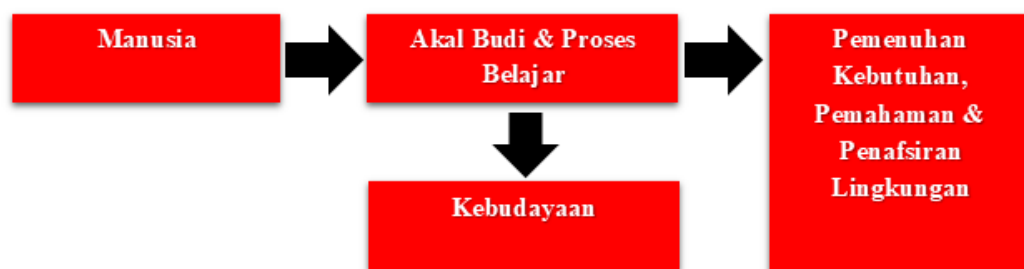 Manusia
Akal Budi & Proses
Belajar
Pemenuhan
Kebutuhan,
Pemahaman &
Penafsiran
Lingkungan
Kebudayaan